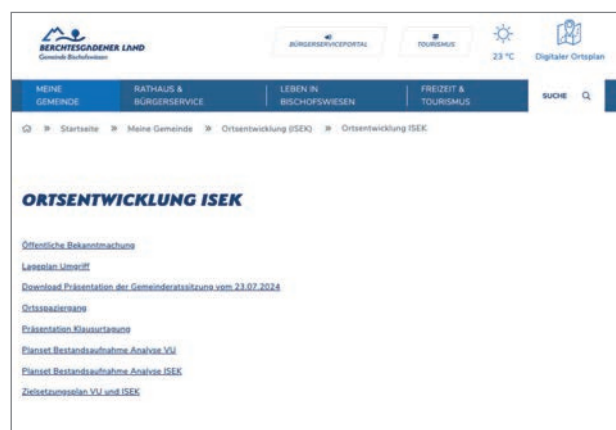 BERCHTESGADENER LAND
Gemeinde Bischofswiesen
BÜRGERSERVICEPORTAL
TOURISMUS
23 °C
Digitaler Ortsplan
MEINE
GEMEINDE
RATHAUS &
BÜRGERSERVICE
LEBEN IN
BISCHOFSWIESEN
FREIZEIT &
TOURISMUS
SUCHE
» Startseite » Meine Gemeinde » Ortsentwicklung (ISEK) » Ortsentwicklung ISEK
ORTSENTWICKLUNG ISEK
Öffentliche Bekanntmachung
Lageplan Umgriff
Download Präsentation der Gemeinderatssitzung vom 23.07.2024
Ortsspaziergang
Präsentation Klausurtagung
Planset Bestandsaufnahme Analyse VU
Planset Bestandsaufnahme Analyse ISEK
Zielsetzungsplan VU und ISEK